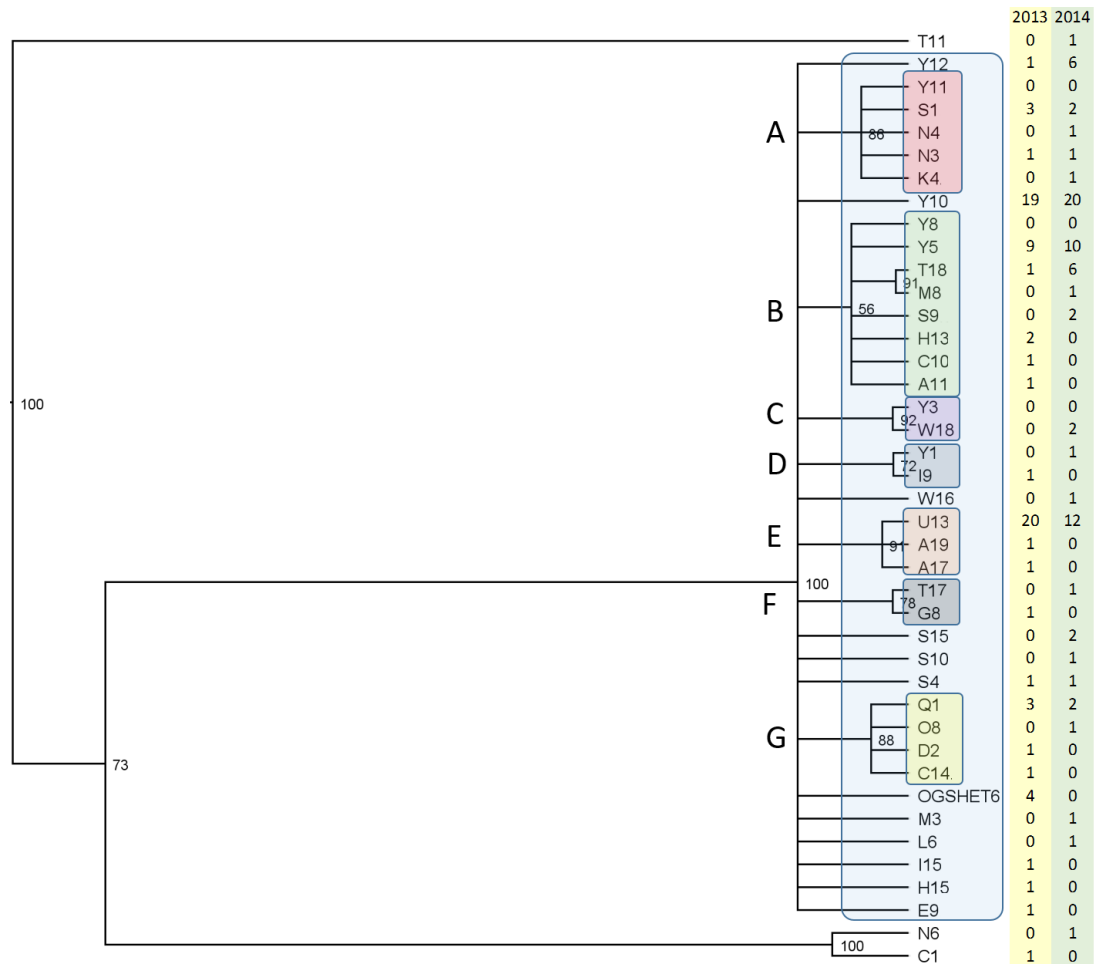 2013 2014
T11 0 1
Y12 1 6
Y11 0 0
S1 3 2
A 86 N4 0 1
N3 1 1
K4. 0 1
Y10 19 20
Y8 0 0
Y5 9 10
T18 1 6
91
M8 0 1
B 56 S9 0 2
H13 2 0
C10 1 0
A11 1 0
100
Y3 0 0
C 92
W18 0 2
Y1 0 1
D 72
I9 1 0
W16 0 1
U13 20 12
E 91 A19 1 0
A17 1 0
100
T17 0 1
F 78
G8 1 0
S15 0 2
S10 0 1
S4 1 1
Q1 3 2
O8 0 1
G 88
D2 1 0
73
C14. 1 0
OGSHET6 4 0
M3 0 1
L6 0 1
I15 1 0
H15 1 0
E9 1 0
N6 0 1
100
C1 1 0